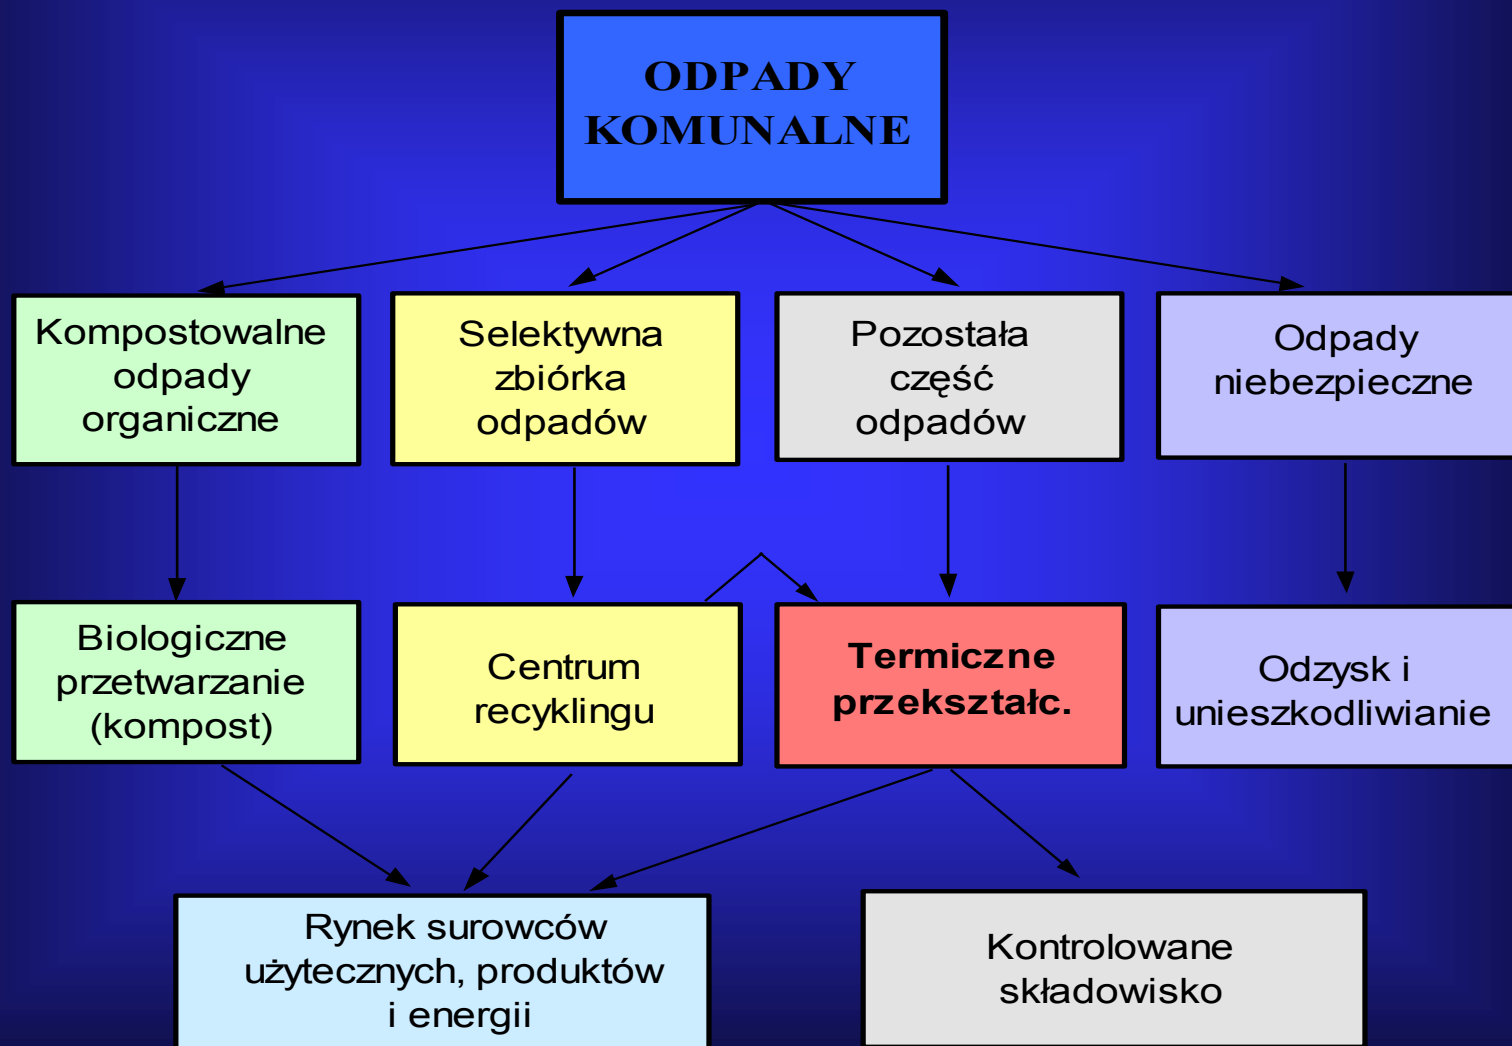 ODPADY
KOMUNALNE
Kompostowalne
odpady
organiczne
Selektywna
zbiórka
odpadów
Pozostała
część
odpadów
Odpady
niebezpieczne
Biologiczne
przetwarzanie
(kompost)
Centrum
recyklingu
Termiczne
przekształc.
Odzysk i
unieszkodliwianie
Rynek surowców
użytecznych, produktów
i energii
Kontrolowane
składowisko